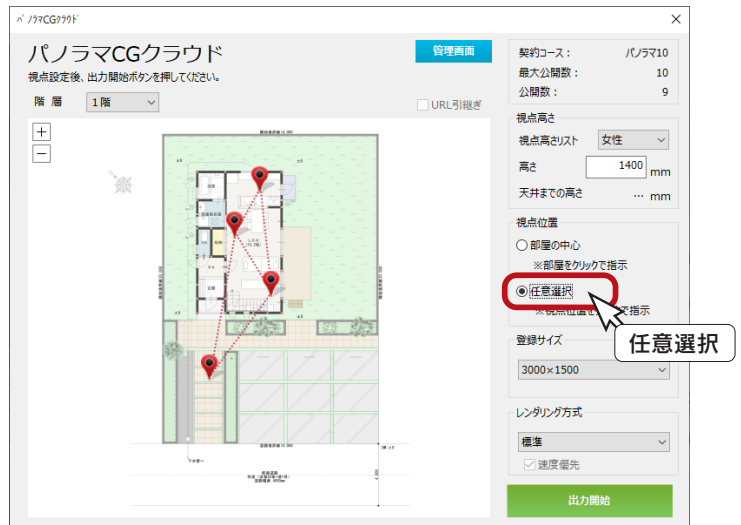 パノラマCGクラウド
×
パノラマCGクラウド
管理画面
視点設定後、出力開始ボタンを押してください。
階 層
1階
URL引継ぎ
+
−
契約コース： パノラマ10
最大公開数： 10
公開数： 9
視点高さ
視点高さリスト 女性
高さ 1400 mm
天井までの高さ … mm
視点位置
部屋の中心
※部屋をクリックで指示
任意選択
※視点位置を
で指示
任意選択
登録サイズ
3000×1500
レンダリング方式
標準
速度優先
出力開始